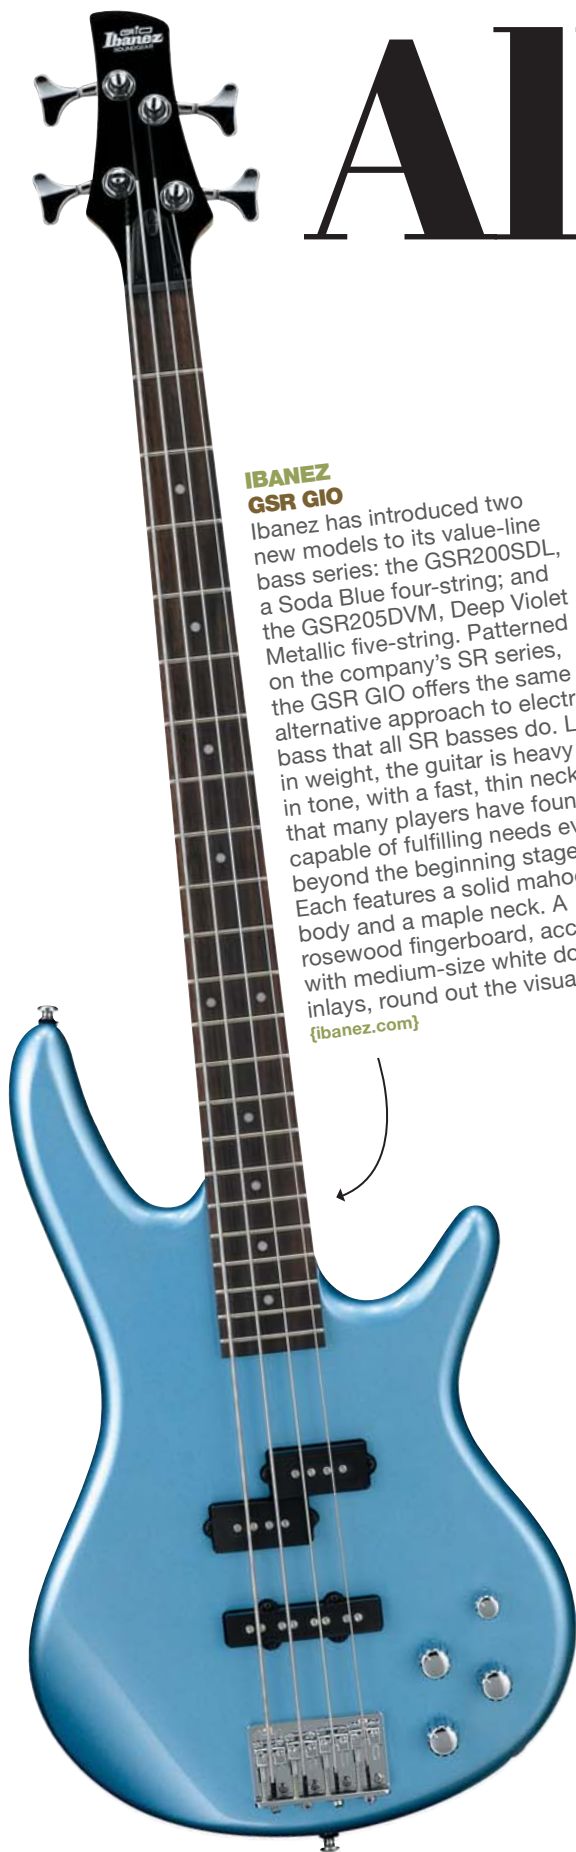 GiO
Ibanez
SOUNDGEAR
Al
IBANEZ
GSR GIO
Ibanez has introduced two
new models to its value-line
bass series: the GSR200SDL,
a Soda Blue four-string; and
the GSR205DVM, Deep Violet
Metallic five-string. Patterned
on the company’s SR series,
the GSR GIO offers the same
alternative approach to electr
bass that all SR basses do. L
in weight, the guitar is heavy
in tone, with a fast, thin neck
that many players have foun
capable of fulfilling needs ev
beyond the beginning stage
Each features a solid mahog
body and a maple neck. A
rosewood fingerboard, acc
with medium-size white do
inlays, round out the visua
{ibanez.com}